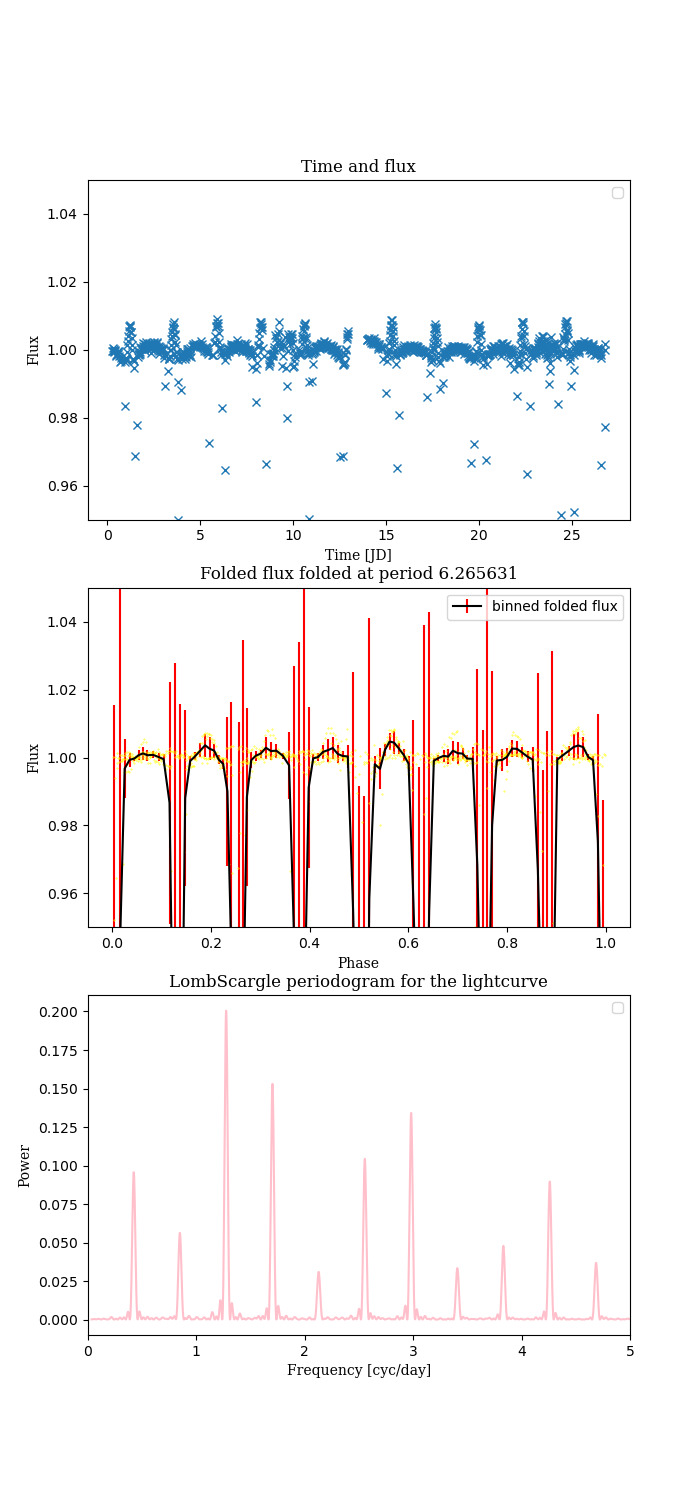 Time and flux
Flux
1.04
1.02
1.00
0.98
0.96
0 5 10 15 20 25
Time [JD]
Folded flux folded at period 6.265631
binned folded flux
Flux
1.04
1.02
1.00
0.98
0.96
0.0 0.2 0.4 0.6 0.8 1.0
Phase
LombScargle periodogram for the lightcurve
Power
0.200
0.175
0.150
0.125
0.100
0.075
0.050
0.025
0.000
0 1 2 3 4 5
Frequency [cyc/day]